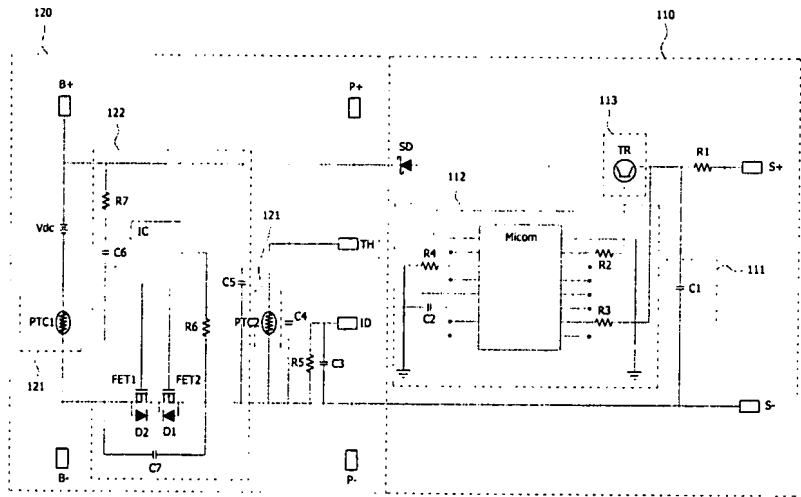 120
110
B+
P+
122
113
SD
TR
R1
S+
R7
112
Vdc
IC
121
Micom
TH
C6
R4
R2
C5
C1
111
PTC1
R6
PTC2
C4
ID
C2
R3
R5
C3
121
FET1
FET2
D2
D1
S-
C7
B-
P-